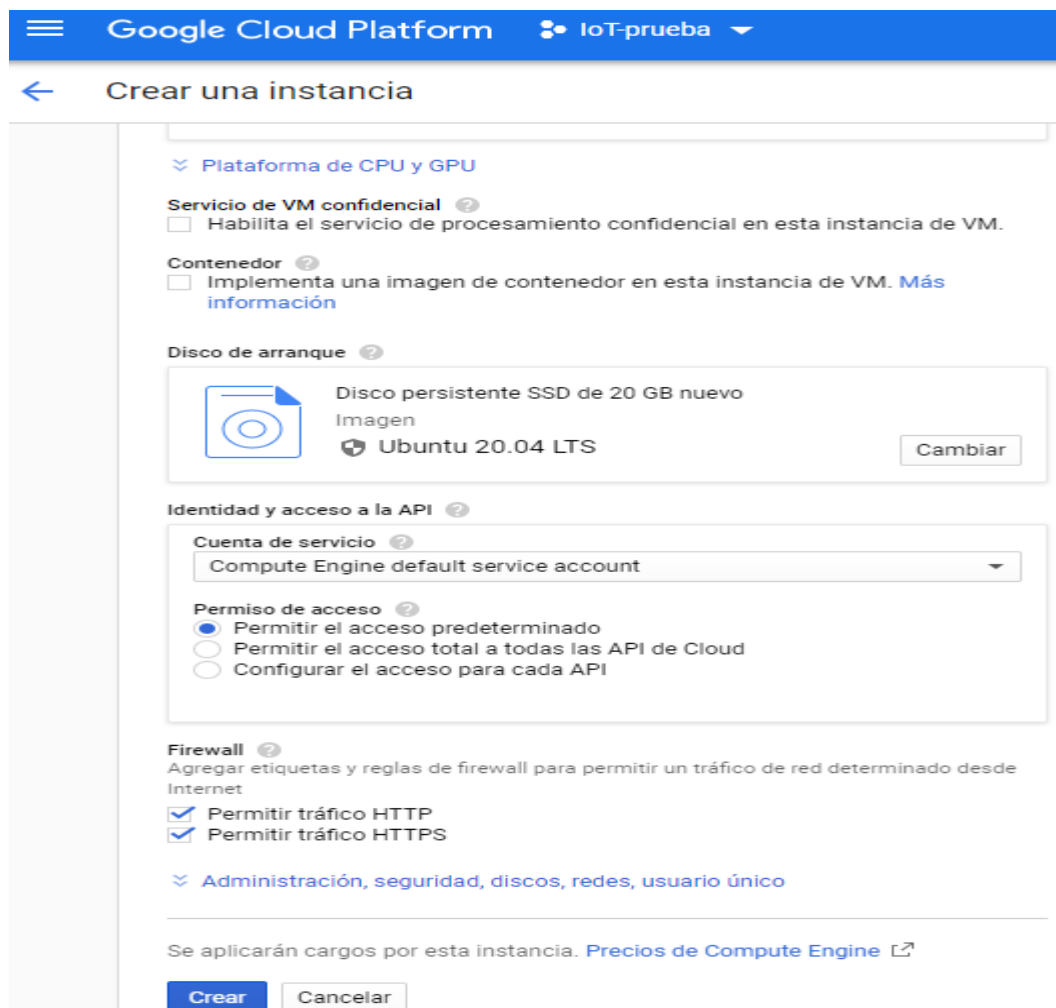 Google Cloud Platform IoT-prueba
Crear una instancia
Plataforma de CPU y GPU
Servicio de VM confidencial
Habilita el servicio de procesamiento confidencial en esta instancia de VM.
Contenedor
Implementa una imagen de contenedor en esta instancia de VM. Más
información
Disco de arranque
Disco persistente SSD de 20 GB nuevo
Imagen
Ubuntu 20.04 LTS
Cambiar
Identidad y acceso a la API
Cuenta de servicio
Compute Engine default service account
Permiso de acceso
Permitir el acceso predeterminado
Permitir el acceso total a todas las API de Cloud
Configurar el acceso para cada API
Firewall
Agregar etiquetas y reglas de firewall para permitir un tráfico de red determinado desde
Internet
Permitir tráfico HTTP
Permitir tráfico HTTPS
Administración, seguridad, discos, redes, usuario único
Se aplicarán cargos por esta instancia. Precios de Compute Engine
Crear Cancelar